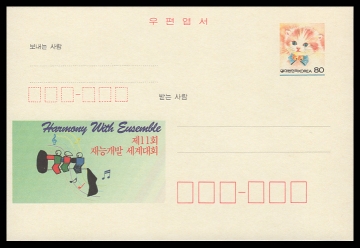 우편엽서
대한민국 KOREA 80
보내는 사람
받는 사람
Harmony With Ensemble
제11회
재능개발 세계대회